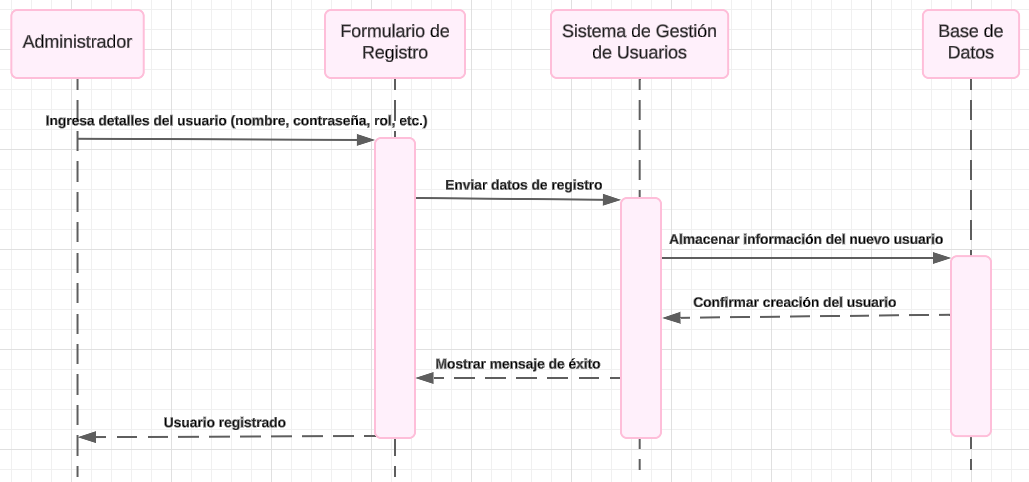 Administrador
Formulario de
Registro
Sistema de Gestión
de Usuarios
Base de
Datos
Ingresa detalles del usuario (nombre, contraseña, rol, etc.)
Enviar datos de registro
Almacenar información del nuevo usuario
Confirmar creación del usuario
Mostrar mensaje de éxito
Usuario registrado